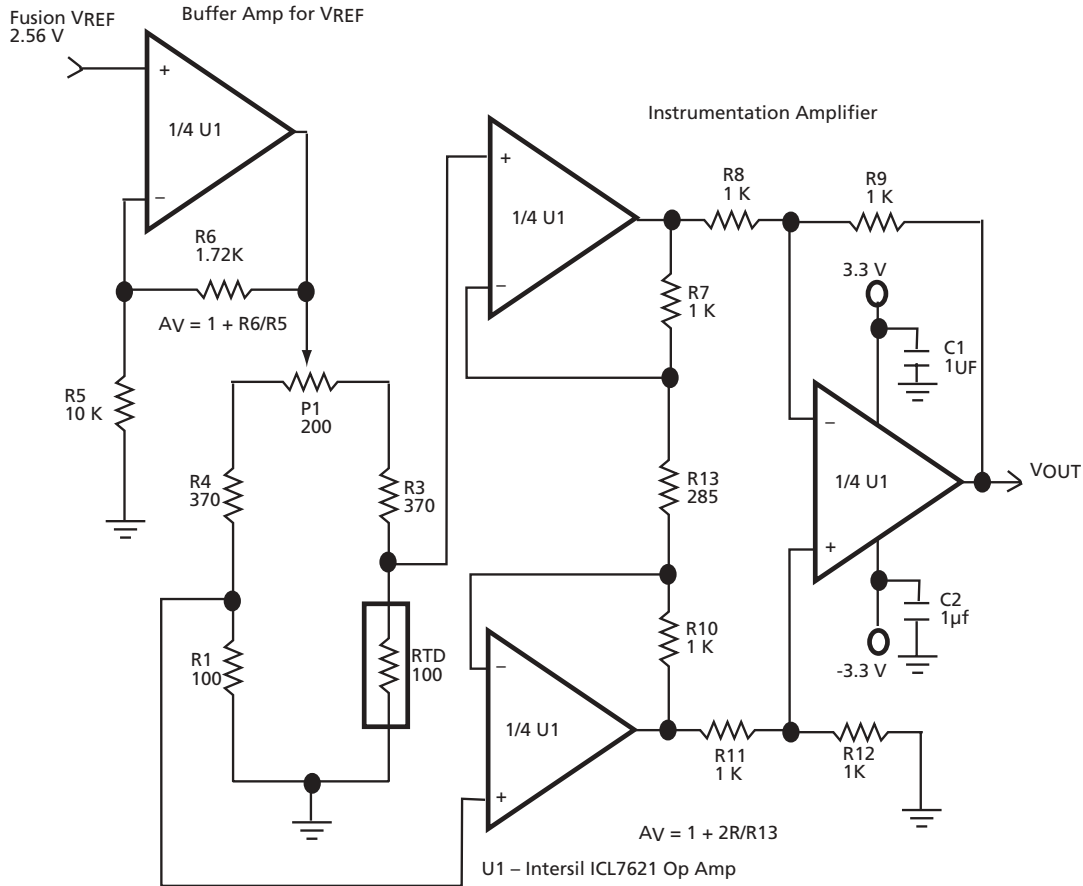 Fusion VREF
2.56 V
Buffer Amp for VREF
+
1/4 U1
−
R6
1.72K
AV = 1 + R6/R5
R5
10 K
P1
200
R4
370
R3
370
R1
100
RTD
100
Instrumentation Amplifier
+
1/4 U1
−
R8
1 K
R9
1 K
R7
1 K
3.3 V
C1
1UF
R13
285
−
1/4 U1
+
VOUT
C2
1µf
-3.3 V
R10
1 K
−
1/4 U1
+
R11
1 K
R12
1K
AV = 1 + 2R/R13
U1 – Intersil ICL7621 Op Amp